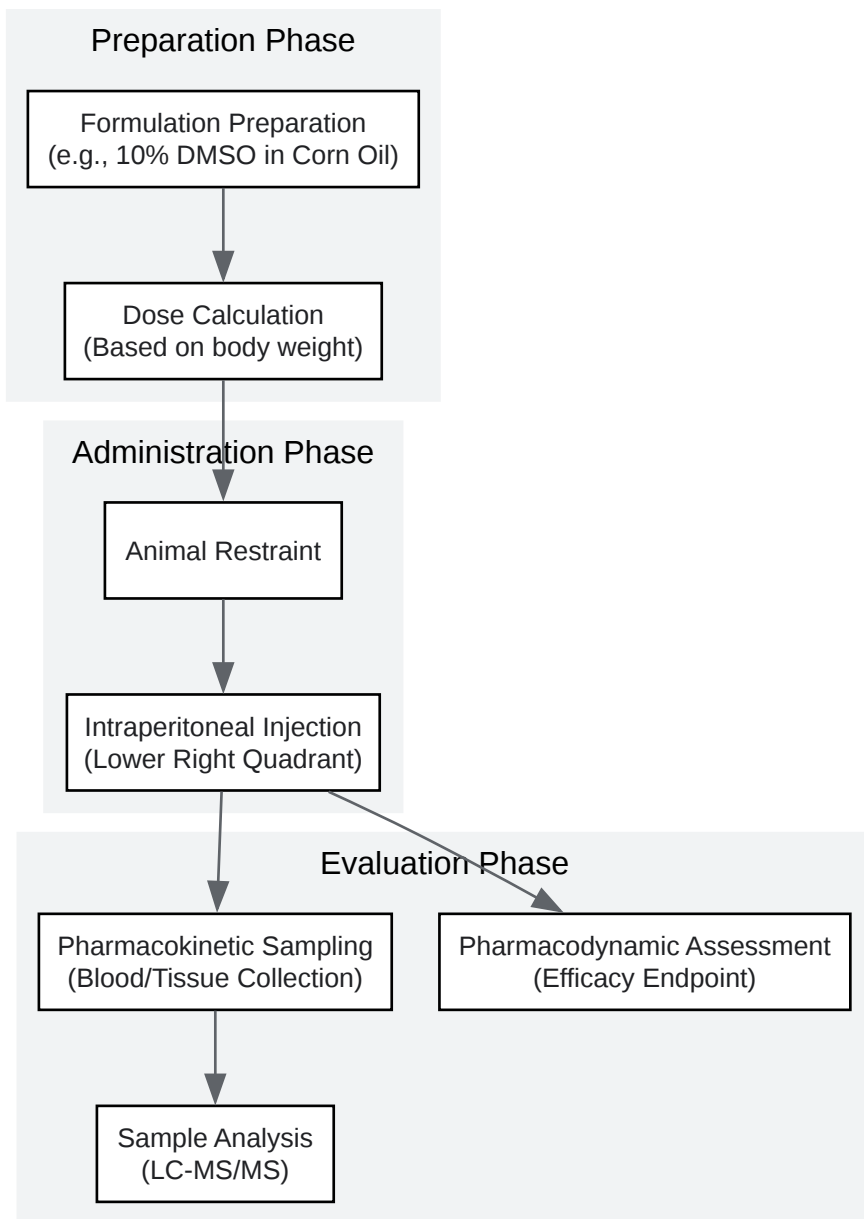 Preparation Phase
Formulation Preparation
(e.g., 10% DMSO in Corn Oil)
Dose Calculation
(Based on body weight)
Administration Phase
Animal Restraint
Intraperitoneal Injection
(Lower Right Quadrant)
Evaluation Phase
Pharmacokinetic Sampling
(Blood/Tissue Collection)
Pharmacodynamic Assessment
(Efficacy Endpoint)
Sample Analysis
(LC-MS/MS)